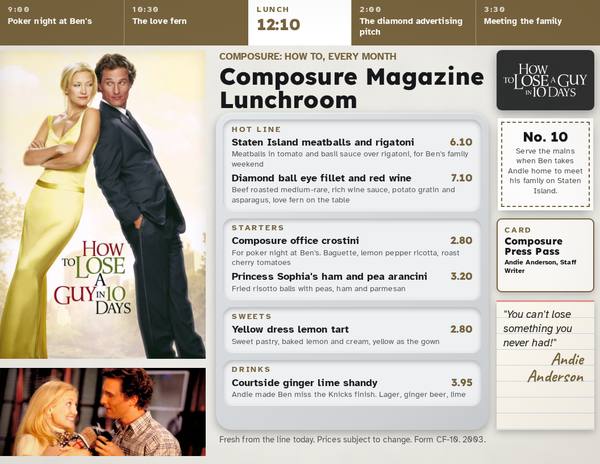 9:00
Poker night at Ben's
10:30
The love fern
LUNCH
12:10
2:00
The diamond advertising
pitch
3:30
Meeting the family
How
to Lose
A
Guy in 10
Days
COMPOSURE: HOW TO, EVERY MONTH
Composure Magazine
Lunchroom
HOT LINE
Staten Island meatballs and rigatoni 6.10
Meatballs in tomato and basil sauce over rigatoni, for Ben's family
weekend
Diamond ball eye fillet and red wine 7.10
Beef roasted medium-rare, rich wine sauce, potato gratin and
asparagus, love fern on the table
STARTERS
Composure office crostini 2.80
For poker night at Ben's. Baguette, lemon pepper ricotta, roast
cherry tomatoes
Princess Sophia's ham and pea arancini 3.20
Fried risotto balls with peas, ham and parmesan
SWEETS
Yellow dress lemon tart 2.80
Sweet pastry, baked lemon and cream, yellow as the gown
DRINKS
Courtside ginger lime shandy 3.95
Andie made Ben miss the Knicks finish. Lager, ginger beer, lime
Fresh from the line today. Prices subject to change. Form CF-10.2003.
How
to Lose a Guy
in 10 Days
No. 10
Serve the mains
when Ben takes
Andie home to meet
his family on Staten
Island.
CARD
Composure
Press Pass
Andie Anderson, Staff
Writer
"You can't lose
something you
never had!"
Andie
Anderson